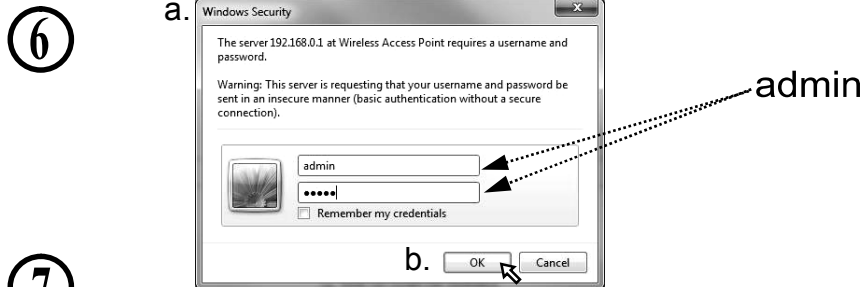 6
a.
Windows Security
The server 192.168.0.1 at Wireless Access Point requires a username and
password.
Warning: This server is requesting that your username and password be
sent in an insecure manner (basic authentication without a secure
connection).
admin
admin
•••••
Remember my credentials
b. OK Cancel
7